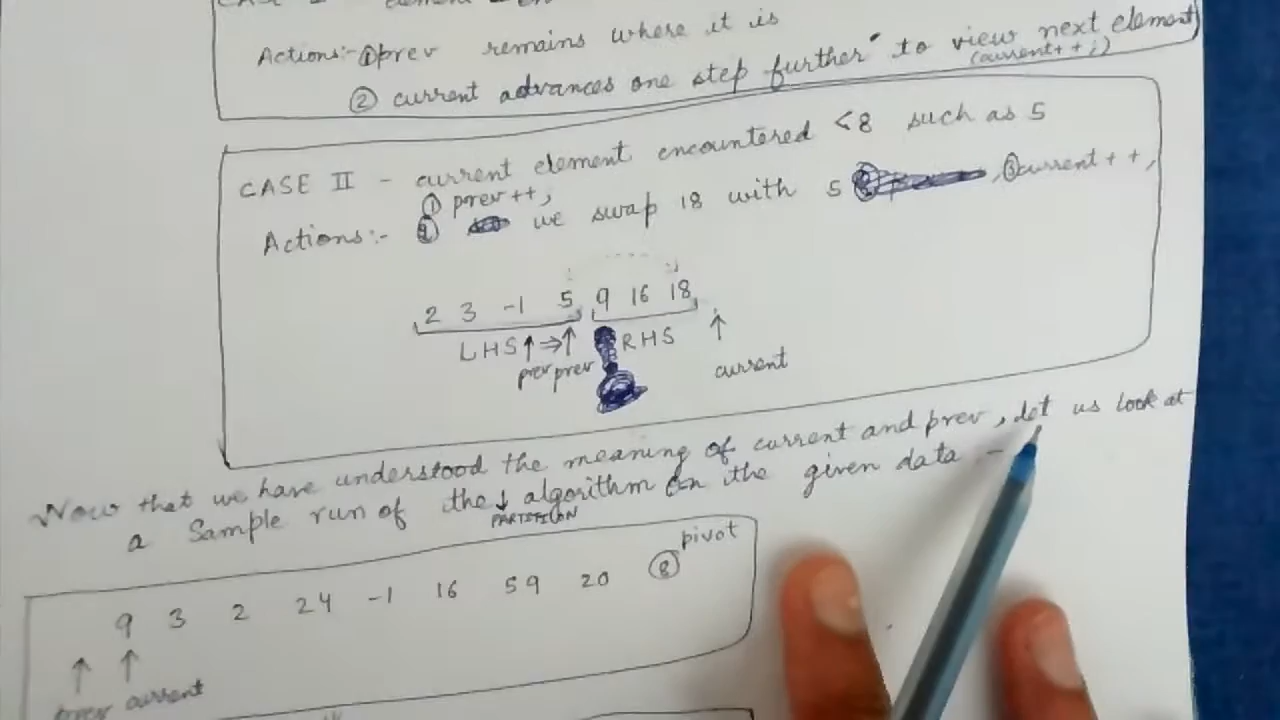 Actions:- ① prev remains where it is
② current advances one step further to view next element
(current++;)
CASE II - current element encountered <8 such as 5
① prev++,
Actions:- ② we swap 18 with 5 , ③ current++,
2 3 -1 5 9 16 18
LHS ↑ ⇒ ↑ RHS ↑
prev prev current
Now that we have understood the meaning of current and prev, let us look at
a Sample run of the ↓ algorithm on the given data -
PARTITION
pivot
9 3 2 24 -1 16 59 20 ⑧
↑ ↑
prev current